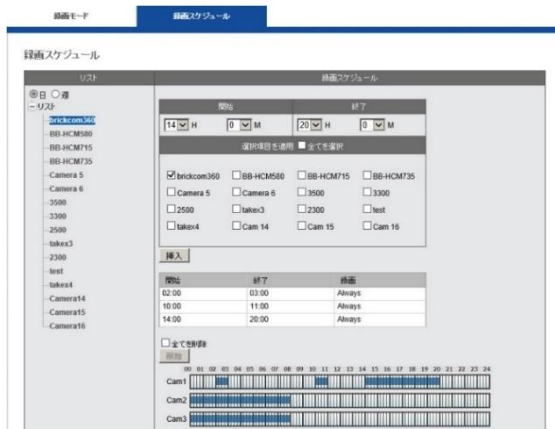 録画モード
録画スケジュール
録画スケジュール
リスト
録画スケジュール
日 週
リスト
brickcom360
BB-HCM580
BB-HCM715
BB-HCM735
Camera 5
Camera 6
3500
3300
2500
takex3
2300
test
takex4
Camera14
Camera15
Camera16
開始 終了
14 H 0 M 20 H 0 M
選択項目を適用 全てを選択
brickcom360 BB-HCM580 BB-HCM715 BB-HCM735
Camera 5 Camera 6 3500 3300
2500 takex3 2300 test
takex4 Cam 14 Cam 15 Cam 16
挿入
開始 終了 録画
02:00 03:00 Always
10:00 11:00 Always
14:00 20:00 Always
全てを削除
削除
00 01 02 03 04 05 06 07 08 09 10 11 12 13 14 15 16 17 18 19 20 21 22 23 24
Cam1
Cam2
Cam3